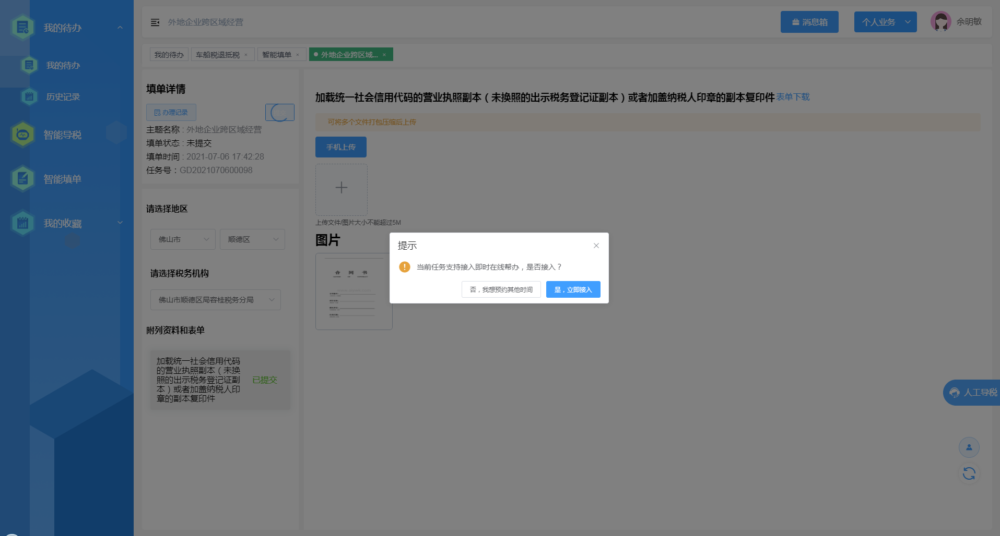 我的待办
我的待办
历史记录
智能导税
智能填单
我的收藏
外地企业跨区域经营
消息箱
个人业务
余明敏
我的待办
车船税退抵税 ×
智能填单 ×
外地企业跨区域... ×
填单详情
办理记录
主题名称 : 外地企业跨区域经营
填单状态 : 未提交
填单时间 : 2021-07-06 17:42:28
任务号：GD2021070600098
请选择地区
佛山市
顺德区
请选择税务机构
佛山市顺德区局容桂税务分局
附列资料和表单
加载统一社会信用代码
的营业执照副本（未换
照的出示税务登记证副
本）或者加盖纳税人印
章的副本复印件
已提交
加载统一社会信用代码的营业执照副本（未换照的出示税务登记证副本）或者加盖纳税人印章的副本复印件表单下载
可将多个文件打包压缩后上传
手机上传
上传文件/图片大小不能超过5M
图片
合 同 书
提示
当前任务支持接入即时在线帮办，是否接入？
否，我想预约其他时间
是，立即接入
人工导税